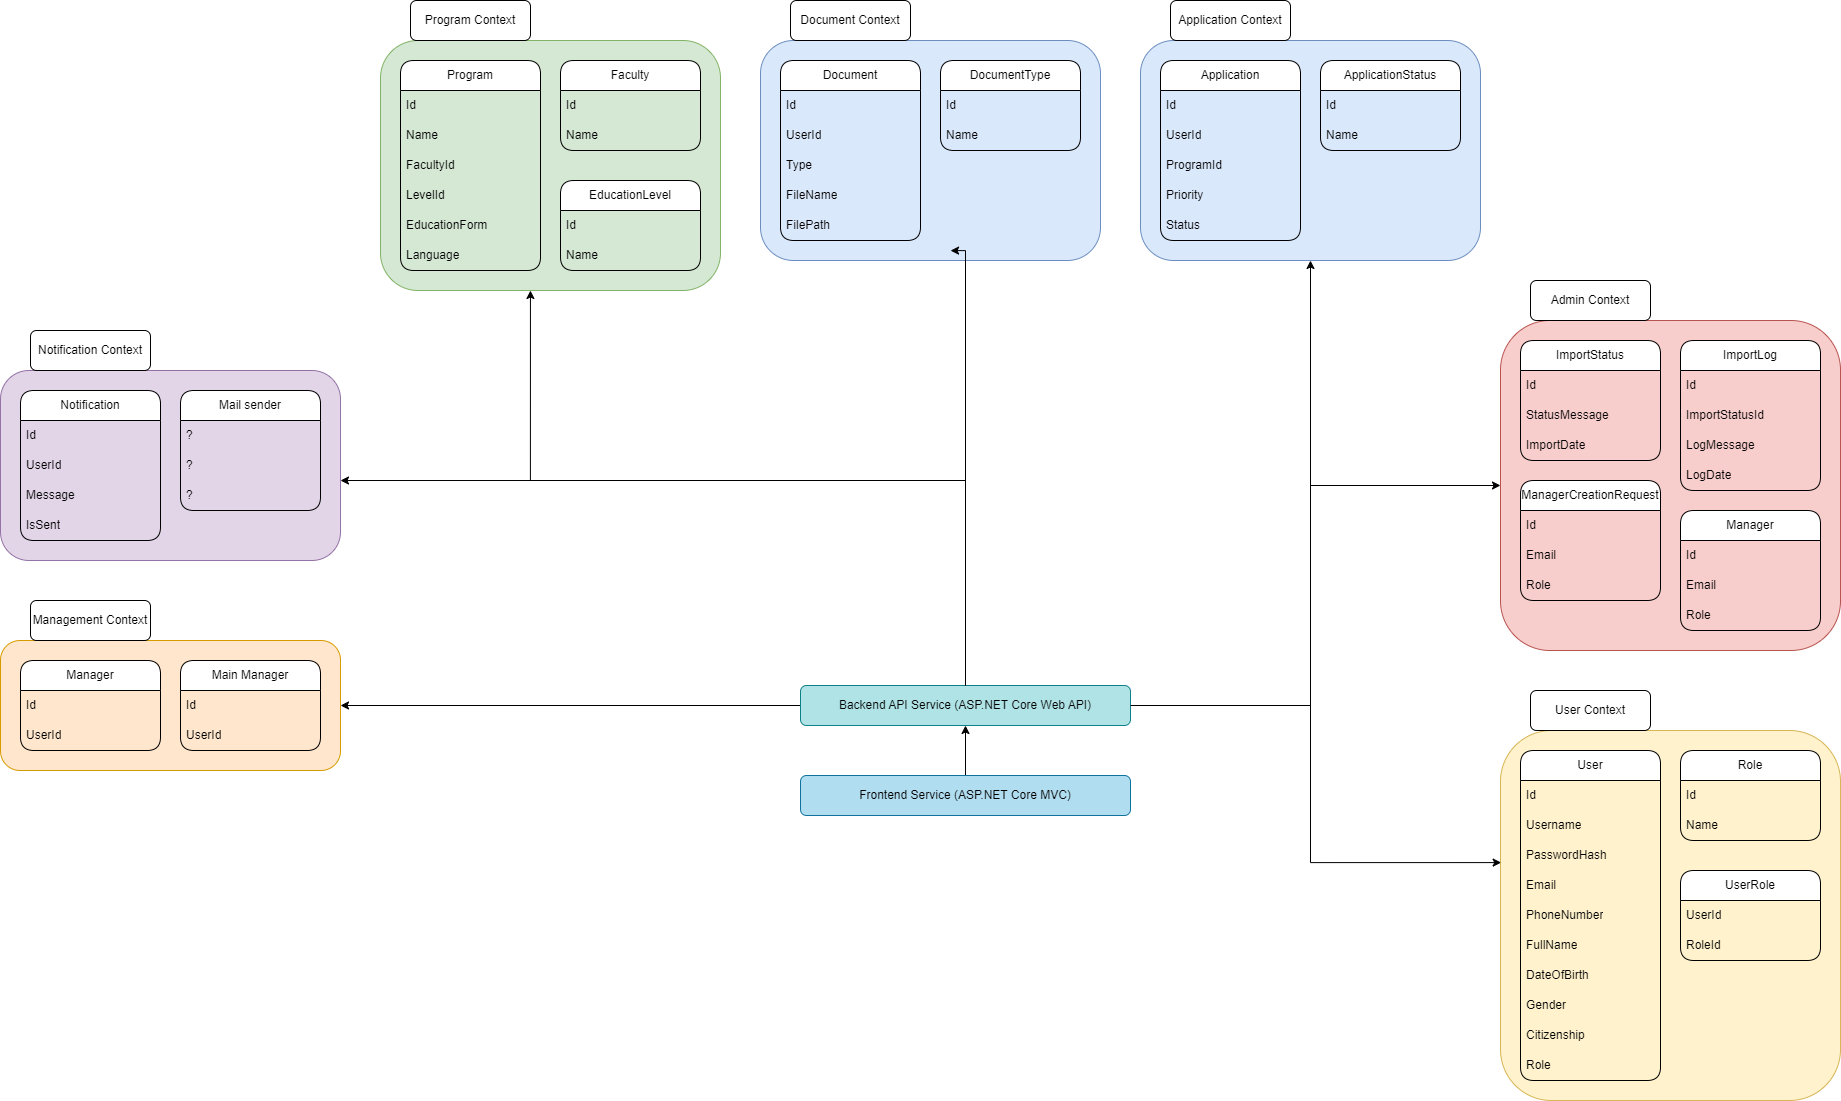 Program Context
Program
Id
Name
FacultyId
LevelId
EducationForm
Language
Faculty
Id
Name
EducationLevel
Id
Name
Document Context
Document
Id
UserId
Type
FileName
FilePath
DocumentType
Id
Name
Application Context
Application
Id
UserId
ProgramId
Priority
Status
ApplicationStatus
Id
Name
Notification Context
Notification
Id
UserId
Message
IsSent
Mail sender
?
?
?
Admin Context
ImportStatus
Id
StatusMessage
ImportDate
ImportLog
Id
ImportStatusId
LogMessage
LogDate
ManagerCreationRequest
Id
Email
Role
Manager
Id
Email
Role
Management Context
Manager
Id
UserId
Main Manager
Id
UserId
Backend API Service (ASP.NET Core Web API)
Frontend Service (ASP.NET Core MVC)
User Context
User
Id
Username
PasswordHash
Email
PhoneNumber
FullName
DateOfBirth
Gender
Citizenship
Role
Role
Id
Name
UserRole
UserId
RoleId